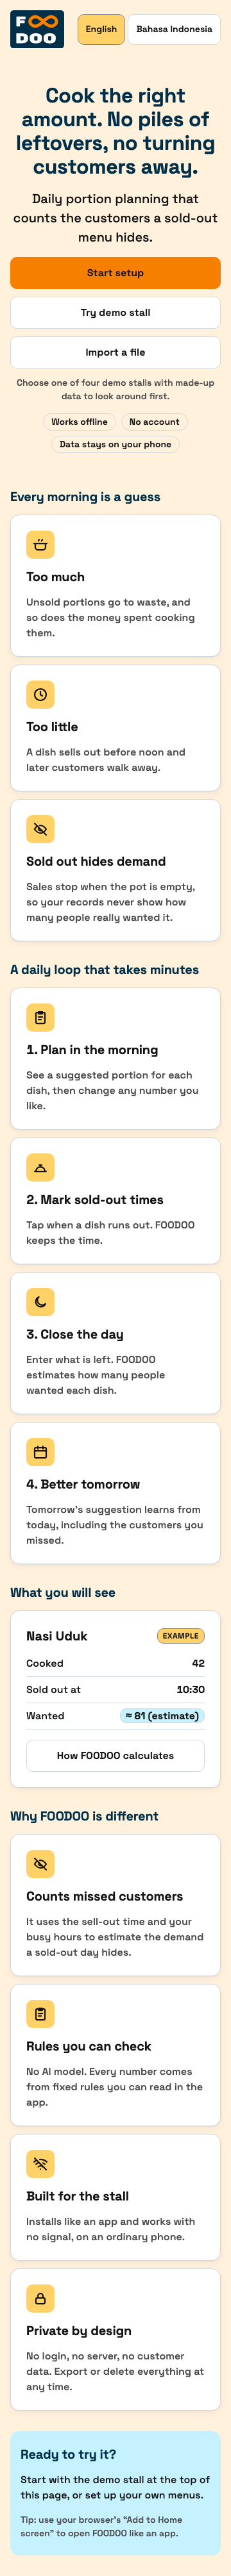 FOODOO
English
Bahasa Indonesia
Cook the right
amount. No piles of
leftovers, no turning
customers away.
Daily portion planning that
counts the customers a sold-out
menu hides.
Start setup
Try demo stall
Import a file
Choose one of four demo stalls with made-up
data to look around first.
Works offline
No account
Data stays on your phone
Every morning is a guess
Too much
Unsold portions go to waste, and
so does the money spent cooking
them.
Too little
A dish sells out before noon and
later customers walk away.
Sold out hides demand
Sales stop when the pot is empty,
so your records never show how
many people really wanted it.
A daily loop that takes minutes
1. Plan in the morning
See a suggested portion for each
dish, then change any number you
like.
2. Mark sold-out times
Tap when a dish runs out. FOODOO
keeps the time.
3. Close the day
Enter what is left. FOODOO
estimates how many people
wanted each dish.
4. Better tomorrow
Tomorrow's suggestion learns from
today, including the customers you
missed.
What you will see
Nasi Uduk
EXAMPLE
Cooked 42
Sold out at 10:30
Wanted ≈ 81 (estimate)
How FOODOO calculates
Why FOODOO is different
Counts missed customers
It uses the sell-out time and your
busy hours to estimate the demand
a sold-out day hides.
Rules you can check
No AI model. Every number comes
from fixed rules you can read in the
app.
Built for the stall
Installs like an app and works with
no signal, on an ordinary phone.
Private by design
No login, no server, no customer
data. Export or delete everything at
any time.
Ready to try it?
Start with the demo stall at the top of
this page, or set up your own menus.
Tip: use your browser's "Add to Home
screen" to open FOODOO like an app.